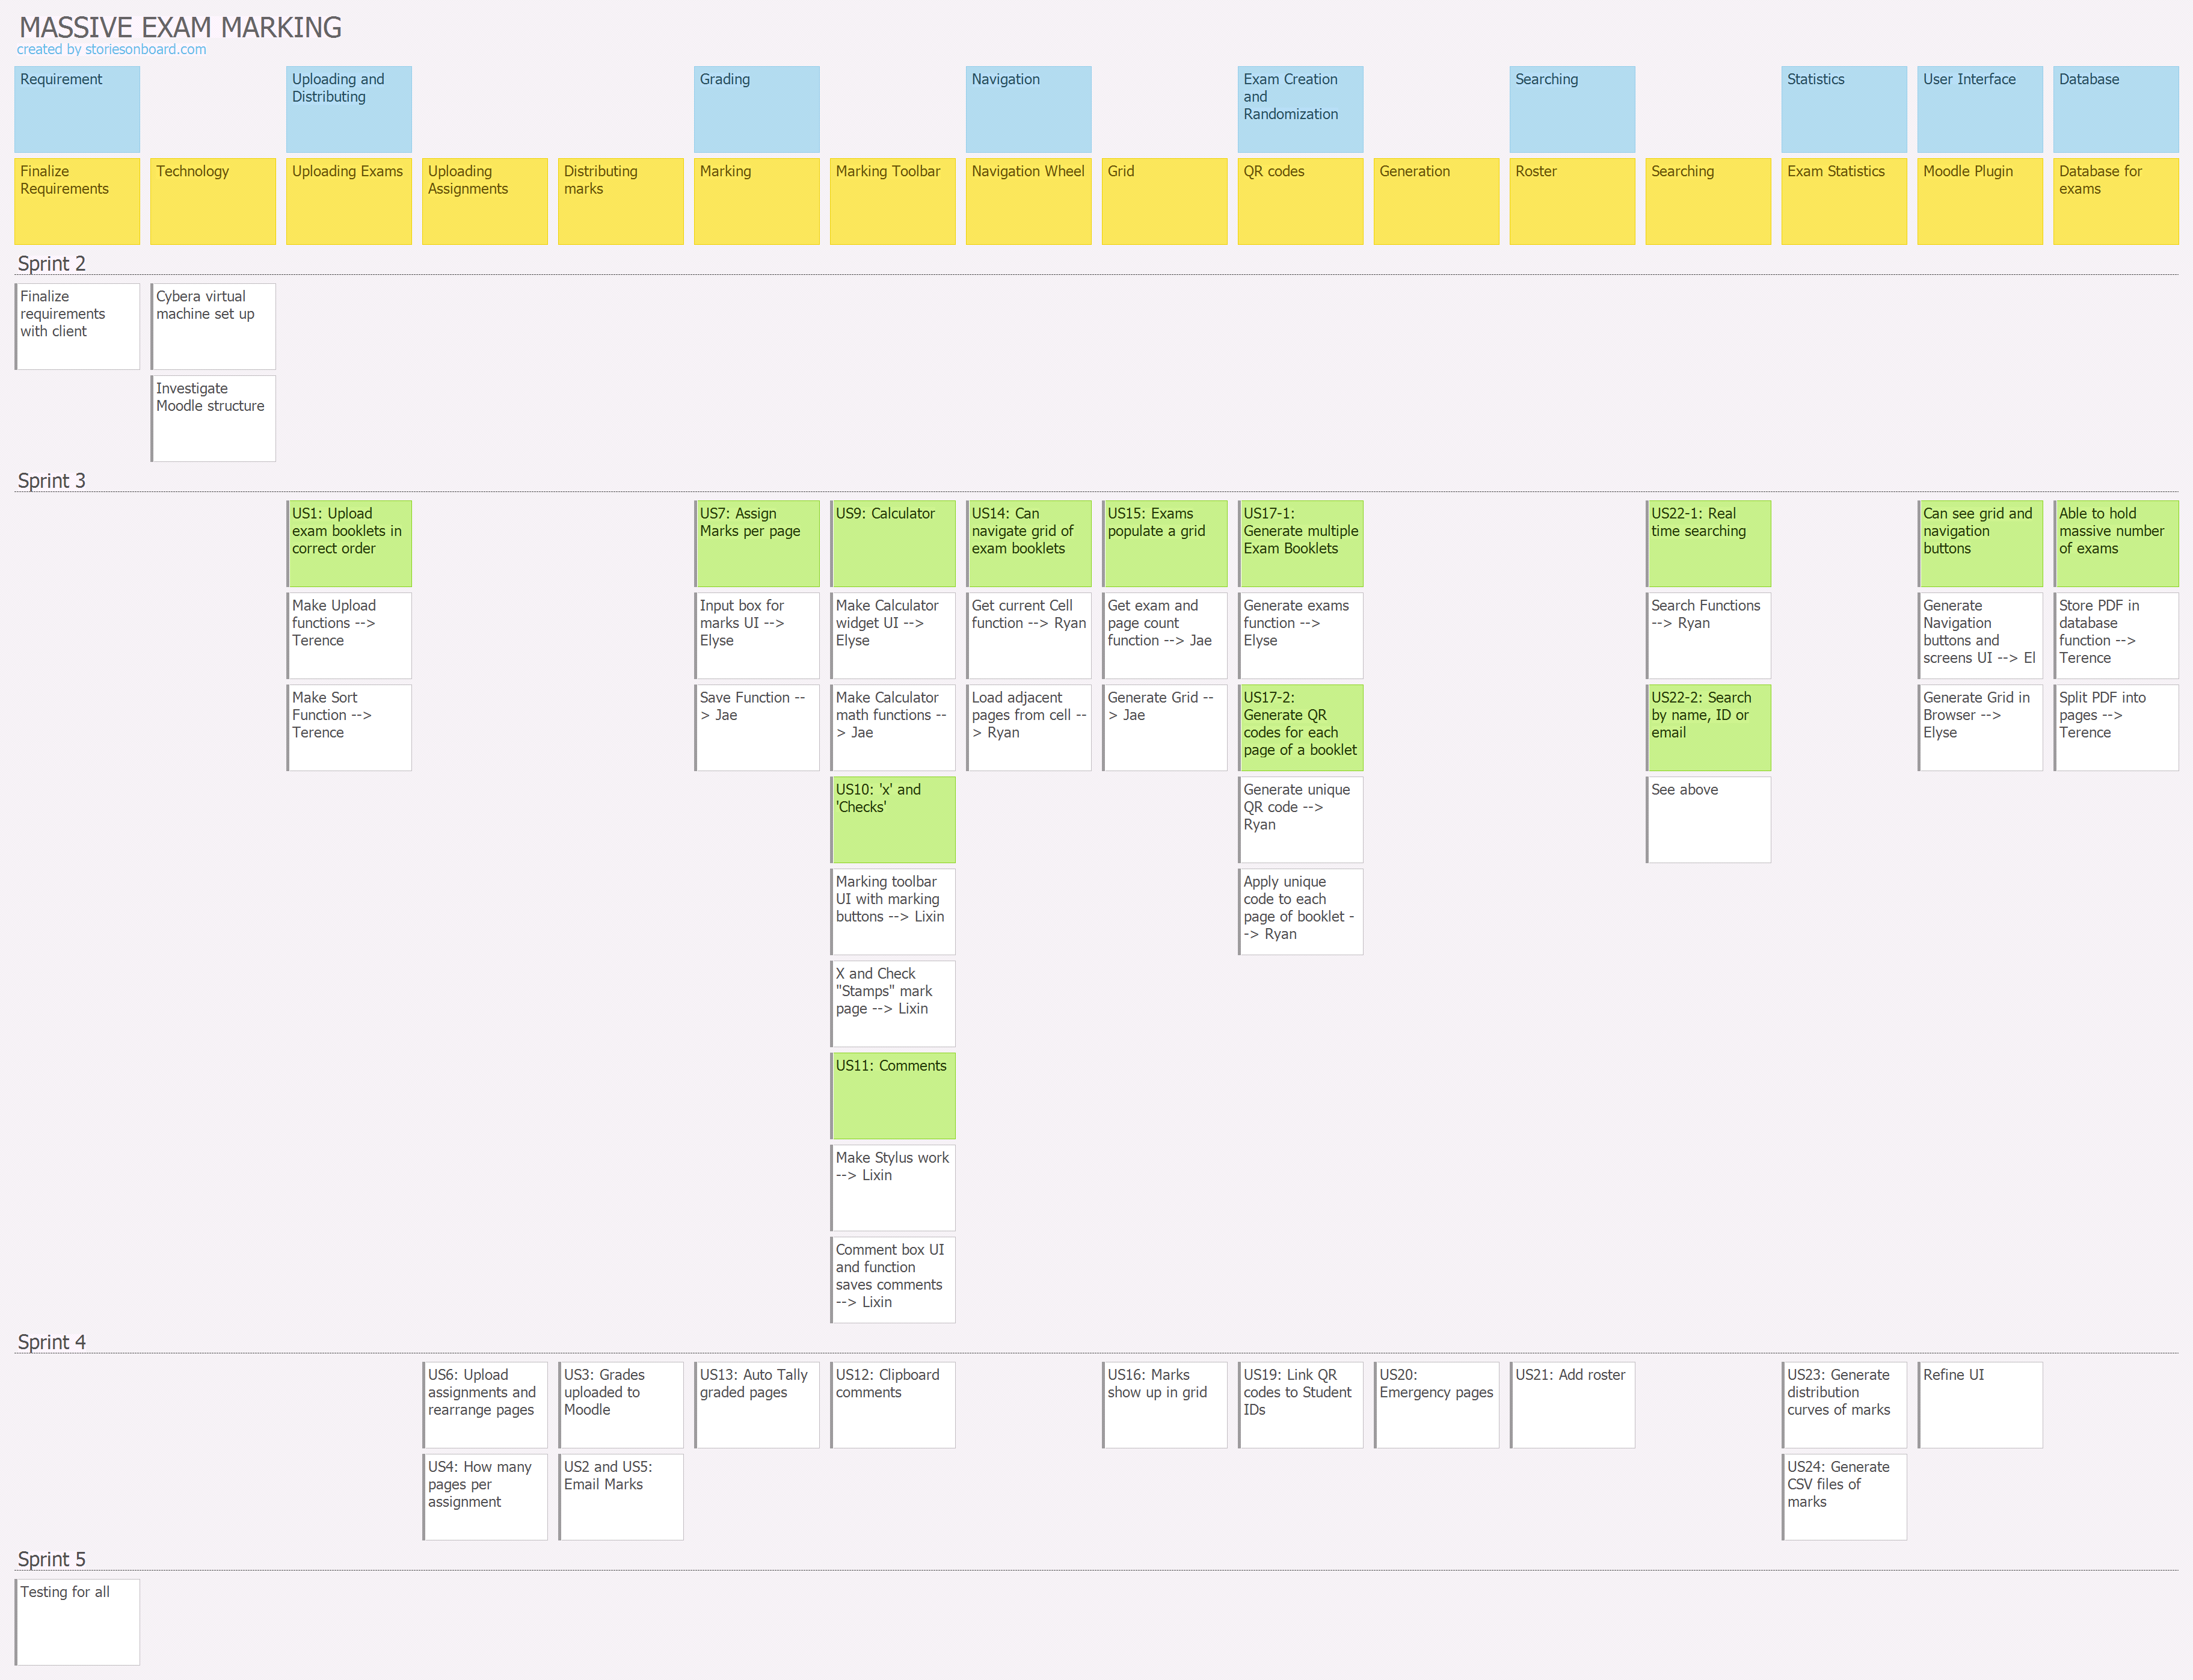 MASSIVE EXAM MARKING
created by storiesonboard.com
Requirement
Uploading and
Distributing
Grading
Navigation
Exam Creation
and
Randomization
Searching
Statistics
User Interface
Database
Finalize
Requirements
Technology
Uploading Exams
Uploading
Assignments
Distributing
marks
Marking
Marking Toolbar
Navigation Wheel
Grid
QR codes
Generation
Roster
Searching
Exam Statistics
Moodle Plugin
Database for
exams
Sprint 2
Finalize
requirements
with client
Cybera virtual
machine set up
Investigate
Moodle structure
Sprint 3
US1: Upload
exam booklets in
correct order
Make Upload
functions -->
Terence
Make Sort
Function -->
Terence
US7: Assign
Marks per page
Input box for
marks UI -->
Elyse
Save Function --
> Jae
US9: Calculator
Make Calculator
widget UI -->
Elyse
Make Calculator
math functions --
> Jae
US10: 'x' and
'Checks'
Marking toolbar
UI with marking
buttons --> Lixin
X and Check
"Stamps" mark
page --> Lixin
US11: Comments
Make Stylus work
--> Lixin
Comment box UI
and function
saves comments
--> Lixin
US14: Can
navigate grid of
exam booklets
Get current Cell
function --> Ryan
Load adjacent
pages from cell --
> Ryan
US15: Exams
populate a grid
Get exam and
page count
function --> Jae
Generate Grid --
> Jae
US17-1:
Generate multiple
Exam Booklets
Generate exams
function -->
Elyse
US17-2:
Generate QR
codes for each
page of a booklet
Generate unique
QR code -->
Ryan
Apply unique
code to each
page of booklet -
-> Ryan
US22-1: Real
time searching
Search Functions
--> Ryan
US22-2: Search
by name, ID or
email
See above
Can see grid and
navigation
buttons
Generate
Navigation
buttons and
screens UI --> El
Generate Grid in
Browser -->
Elyse
Able to hold
massive number
of exams
Store PDF in
database
function -->
Terence
Split PDF into
pages -->
Terence
Sprint 4
US6: Upload
assignments and
rearrange pages
US4: How many
pages per
assignment
US3: Grades
uploaded to
Moodle
US2 and US5:
Email Marks
US13: Auto Tally
graded pages
US12: Clipboard
comments
US16: Marks
show up in grid
US19: Link QR
codes to Student
IDs
US20:
Emergency pages
US21: Add roster
US23: Generate
distribution
curves of marks
US24: Generate
CSV files of
marks
Refine UI
Sprint 5
Testing for all